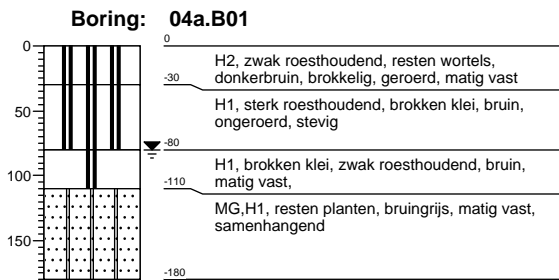 Boring: 04a.B01
0
50
100
150
0
H2, zwak roesthoudend, resten wortels,
donkerbruin, brokkelig, geroerd, matig vast
-30
H1, sterk roesthoudend, brokken klei, bruin,
ongeroerd, stevig
-80
H1, brokken klei, zwak roesthoudend, bruin,
matig vast,
-110
MG,H1, resten planten, bruingrijs, matig vast,
samenhangend
-180